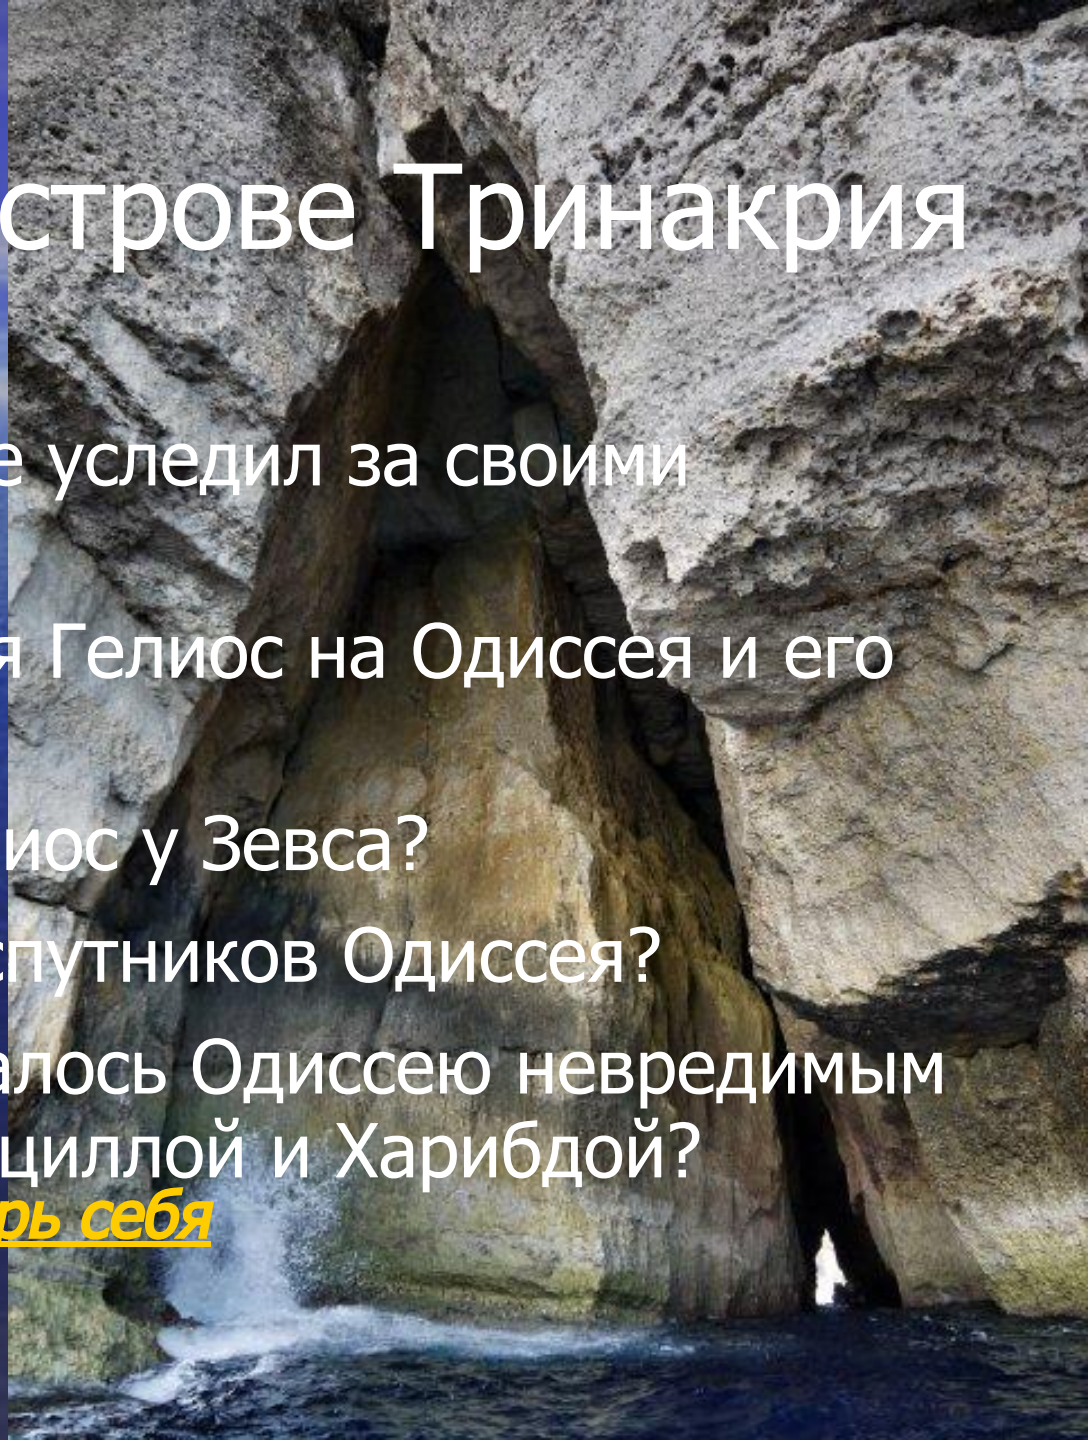 строве Тринакрия
е уследил за своими
я Гелиос на Одиссея и его
иос у Зевса?
спутников Одиссея?
алось Одиссею невредимым
циллой и Харибдой?
рь себя